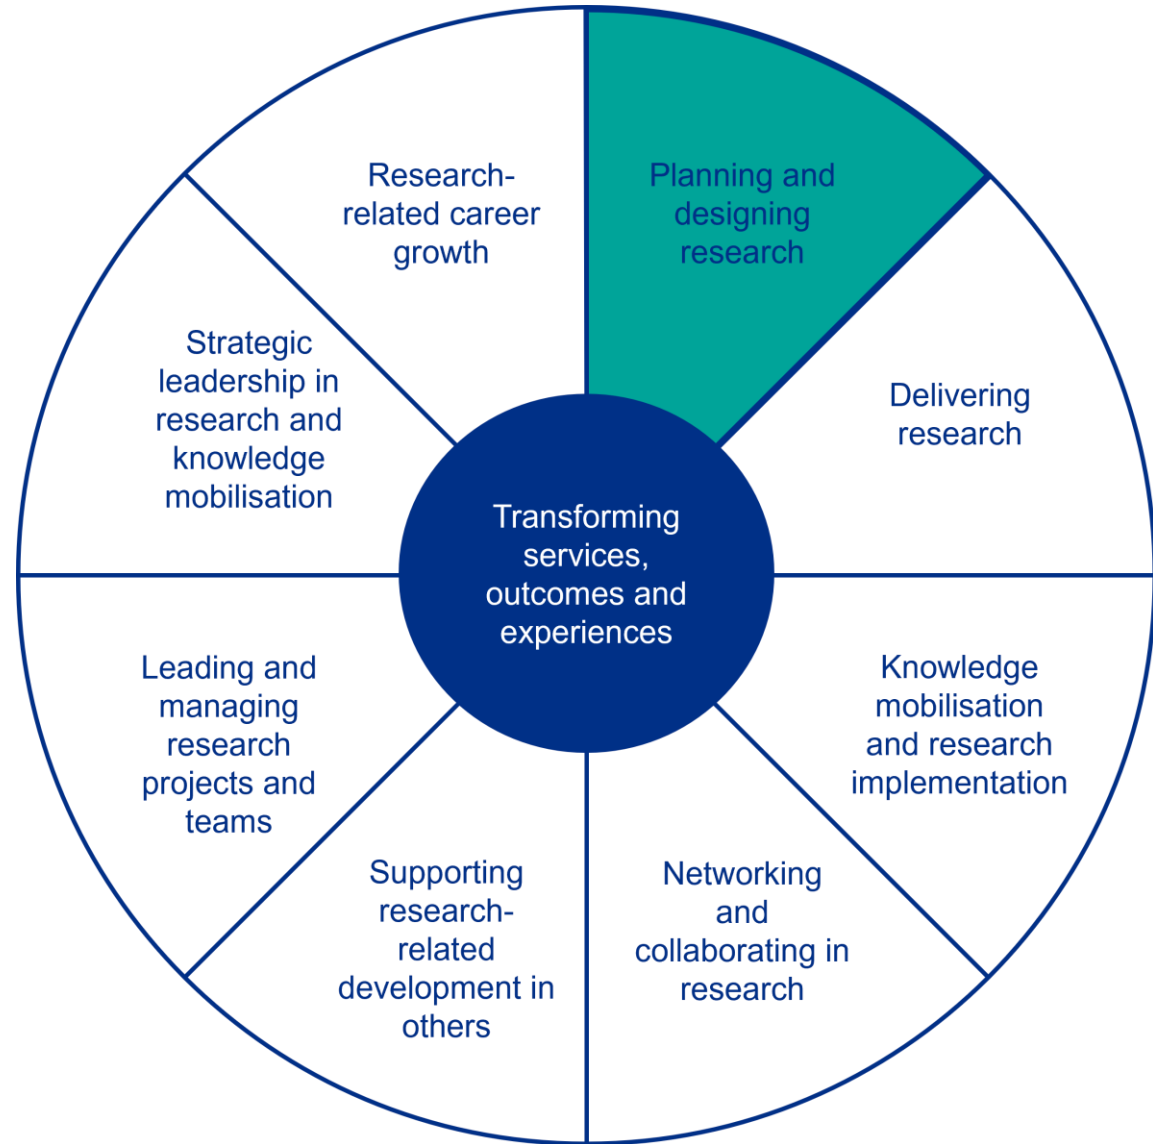 Planning and
designing
research
Delivering
research
Knowledge
mobilisation
and research
implementation
Networking
and
collaborating in
research
Supporting
research-
related
development in
others
Leading and
managing
research
projects and
teams
Strategic
leadership in
research and
knowledge
mobilisation
Research-
related career
growth
Transforming
services,
outcomes and
experiences